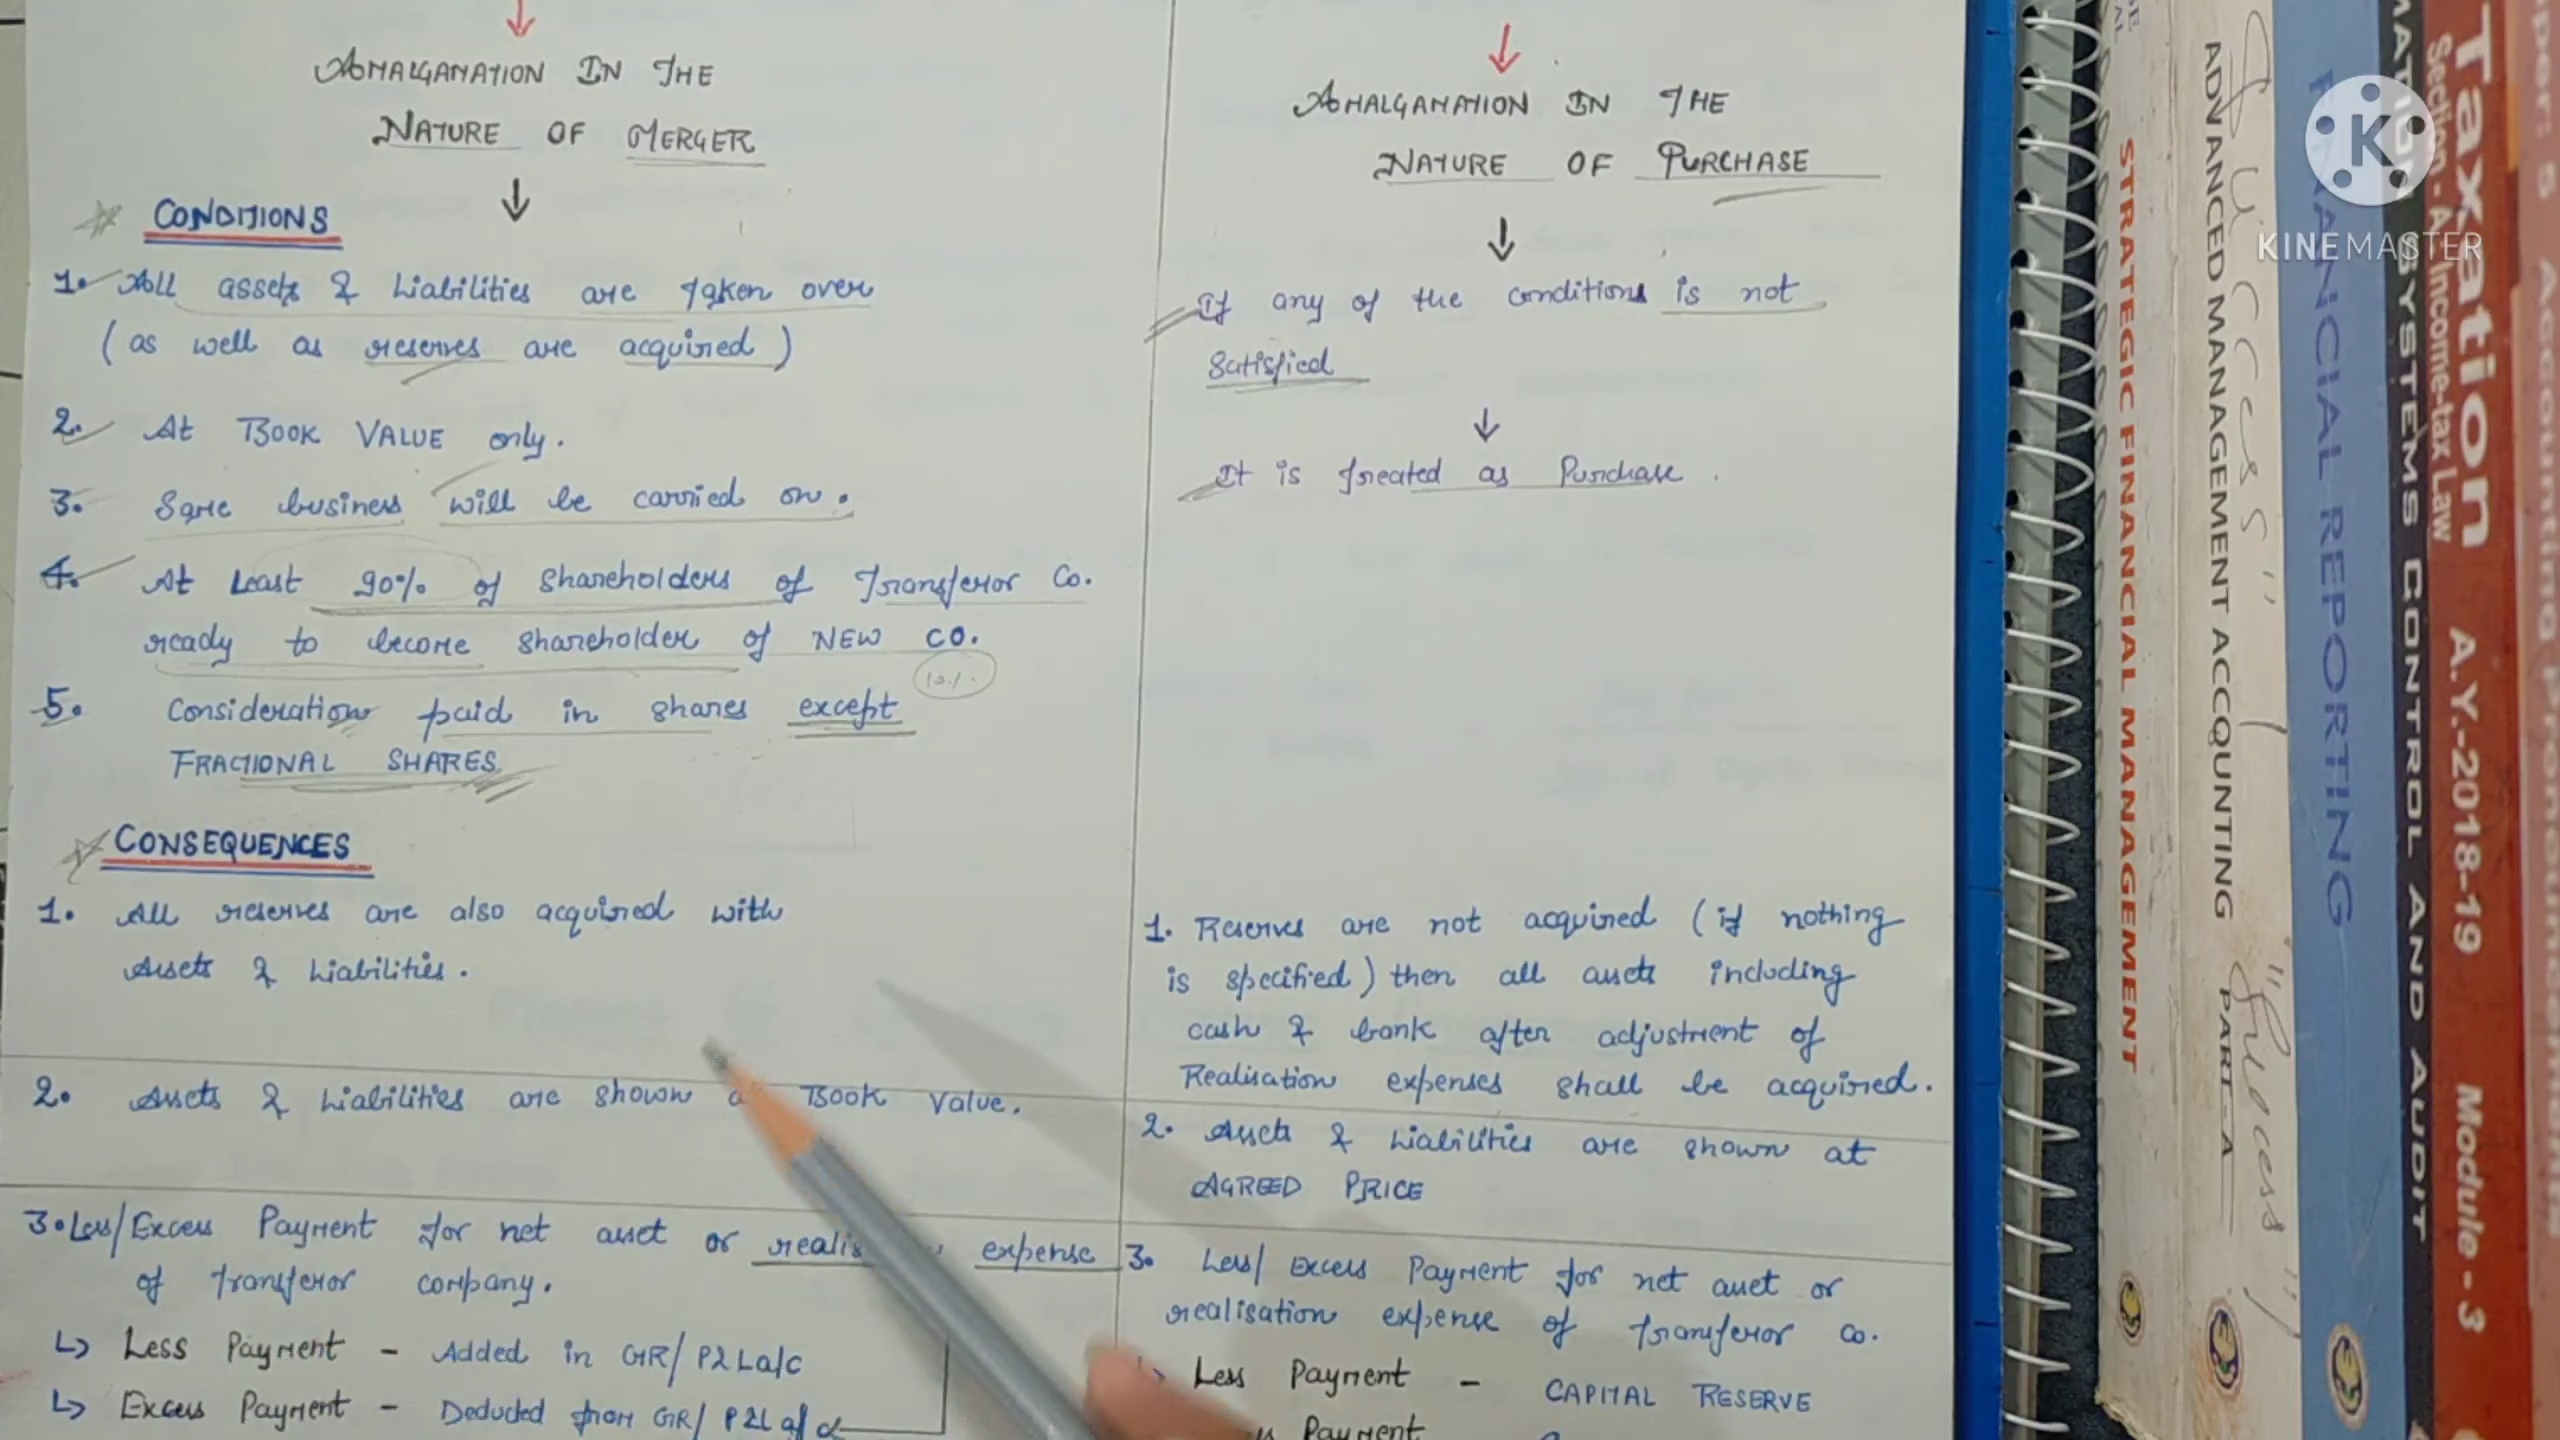 AMALGAMATION IN THE
NATURE OF MERGER
CONDITIONS
1. All assets & Liabilities are taken over
(as well as reserves are acquired)
2. At BOOK VALUE only.
3. Same business will be carried on.
4. At Least 90% of shareholders of Transferor Co.
ready to become shareholder of NEW CO.
10%
5. Consideration paid in shares except
FRACTIONAL SHARES
CONSEQUENCES
1. All reserves are also acquired with
Assets & Liabilities.
2. Assets & Liabilities are shown Book Value.
3. Less/Excess Payment for net asset or expense
of transferor company.
↳ Less Payment - Added in GR/P&L a/c
↳ Excess Payment - Deducted from GR/ P&L a/c
AMALGAMATION IN THE
NATURE OF PURCHASE
If any of the conditions is not
Satisfied
It is treated as Purchase.
1. Reserves are not acquired (if nothing
is specified) then all assets including
cash & bank after adjustment of
Realisation expenses shall be acquired.
2. Assets & Liabilities are shown at
AGREED PRICE
3. Less/ Excess Payment for net asset or
realisation expense of transferor co.
Less Payment - CAPITAL RESERVE
Payment
K
KINEMASTER
STRATEGIC FINANCIAL MANAGEMENT
ADVANCED MANAGEMENT ACCOUNTING PART-A
Success
"Success"
FINANCIAL REPORTING
SYSTEMS CONTROL AND AUDIT
Taxation
Section - A : Income-tax Law
A.Y.-2018-19
Module - 3
Accounting Pronouncements